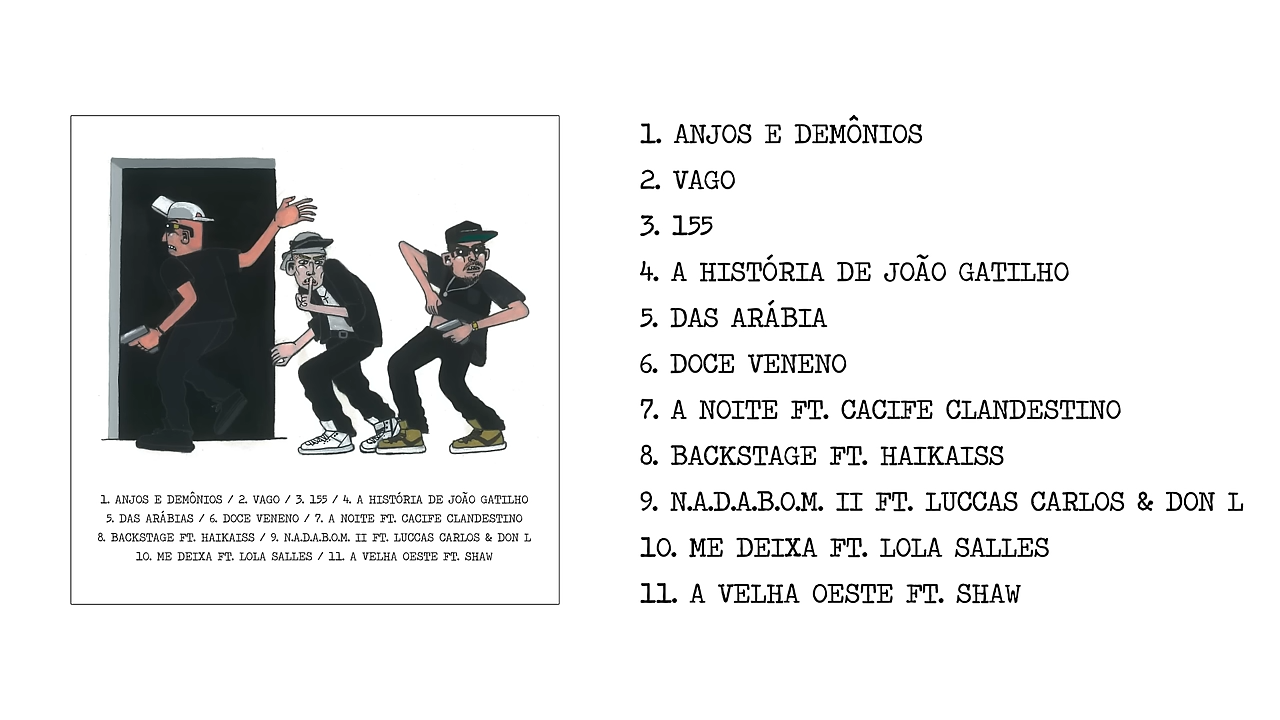 1. ANJOS E DEMÔNIOS / 2. VAGO / 3. 155 / 4. A HISTÓRIA DE JOÃO GATILHO
5. DAS ARÁBIAS / 6. DOCE VENENO / 7. A NOITE FT. CACIFE CLANDESTINO
8. BACKSTAGE FT. HAIKAISS / 9. N.A.D.A.B.O.M. II FT. LUCCAS CARLOS & DON L
10. ME DEIXA FT. LOLA SALLES / 11. A VELHA OESTE FT. SHAW
1. ANJOS E DEMÔNIOS
2. VAGO
3. 155
4. A HISTÓRIA DE JOÃO GATILHO
5. DAS ARÁBIA
6. DOCE VENENO
7. A NOITE FT. CACIFE CLANDESTINO
8. BACKSTAGE FT. HAIKAISS
9. N.A.D.A.B.O.M. II FT. LUCCAS CARLOS & DON L
10. ME DEIXA FT. LOLA SALLES
11. A VELHA OESTE FT. SHAW